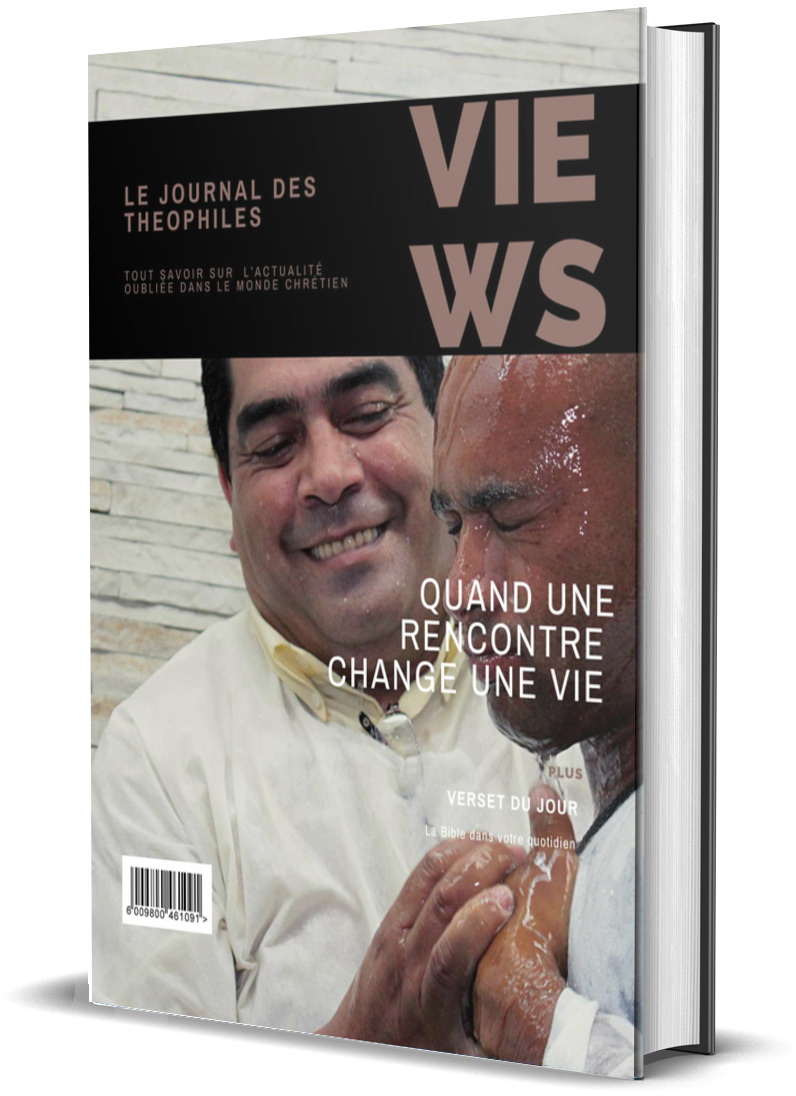 VIE
WS
LE JOURNAL DES
THEOPHILES
TOUT SAVOIR SUR L'ACTUALITÉ
OUBLIÉE DANS LE MONDE CHRÉTIEN
QUAND UNE
RENCONTRE
CHANGE UNE VIE
PLUS
VERSET DU JOUR
La Bible dans votre quotidien
6 009800 461091 >